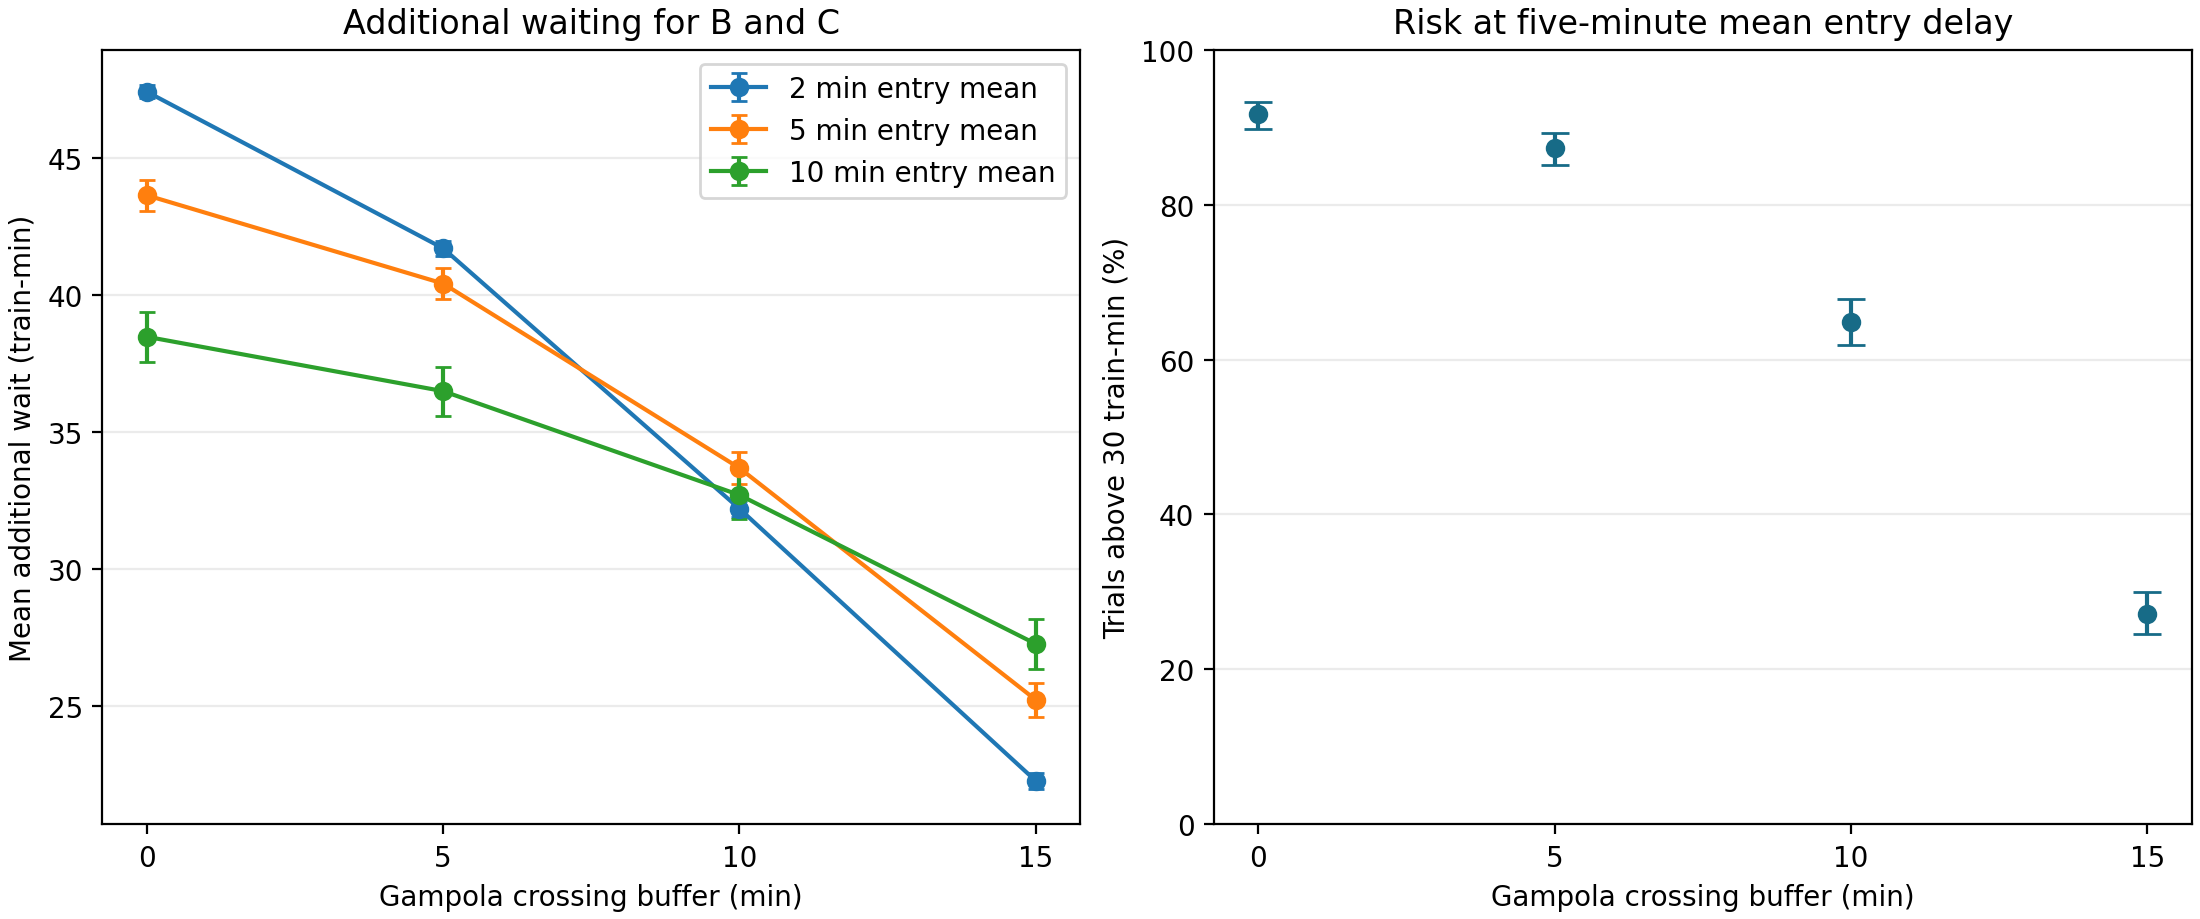 Additional waiting for B and C
Mean additional wait (train-min)
45
40
35
30
25
2 min entry mean
5 min entry mean
10 min entry mean
0 5 10 15
Gampola crossing buffer (min)
Risk at five-minute mean entry delay
Trials above 30 train-min (%)
100
80
60
40
20
0
0 5 10 15
Gampola crossing buffer (min)